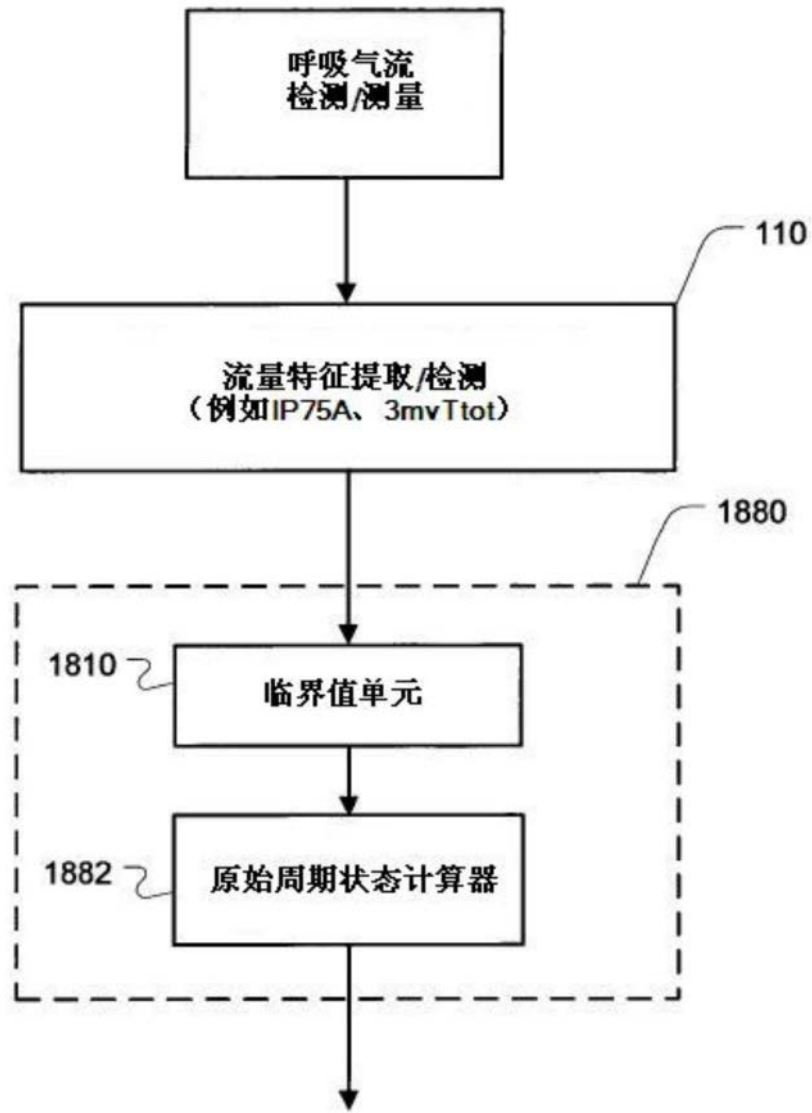 呼吸气流
检测/测量
110
流量特征提取/检测
（例如IP75A、3mvTtot）
1880
1810
临界值单元
1882
原始周期状态计算器